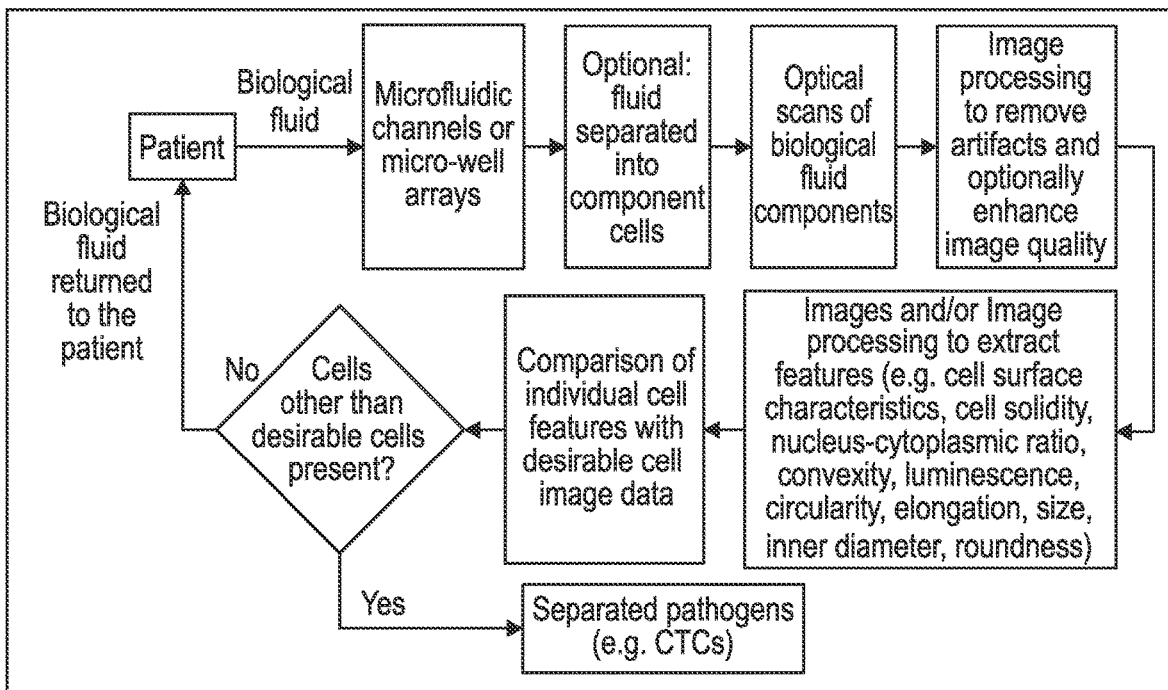 Patient
Biological
fluid
Microfluidic
channels or
micro-well
arrays
Optional:
fluid
separated
into
component
cells
Optical
scans of
biological
fluid
components
Image
processing
to remove
artifacts and
optionally
enhance
image quality
Images and/or Image
processing to extract
features (e.g. cell surface
characteristics, cell solidity,
nucleus-cytoplasmic ratio,
convexity, luminescence,
circularity, elongation, size,
inner diameter, roundness)
Comparison of
individual cell
features with
desirable cell
image data
Cells
other than
desirable cells
present?
No
Biological
fluid
returned
to the
patient
Yes
Separated pathogens
(e.g. CTCs)